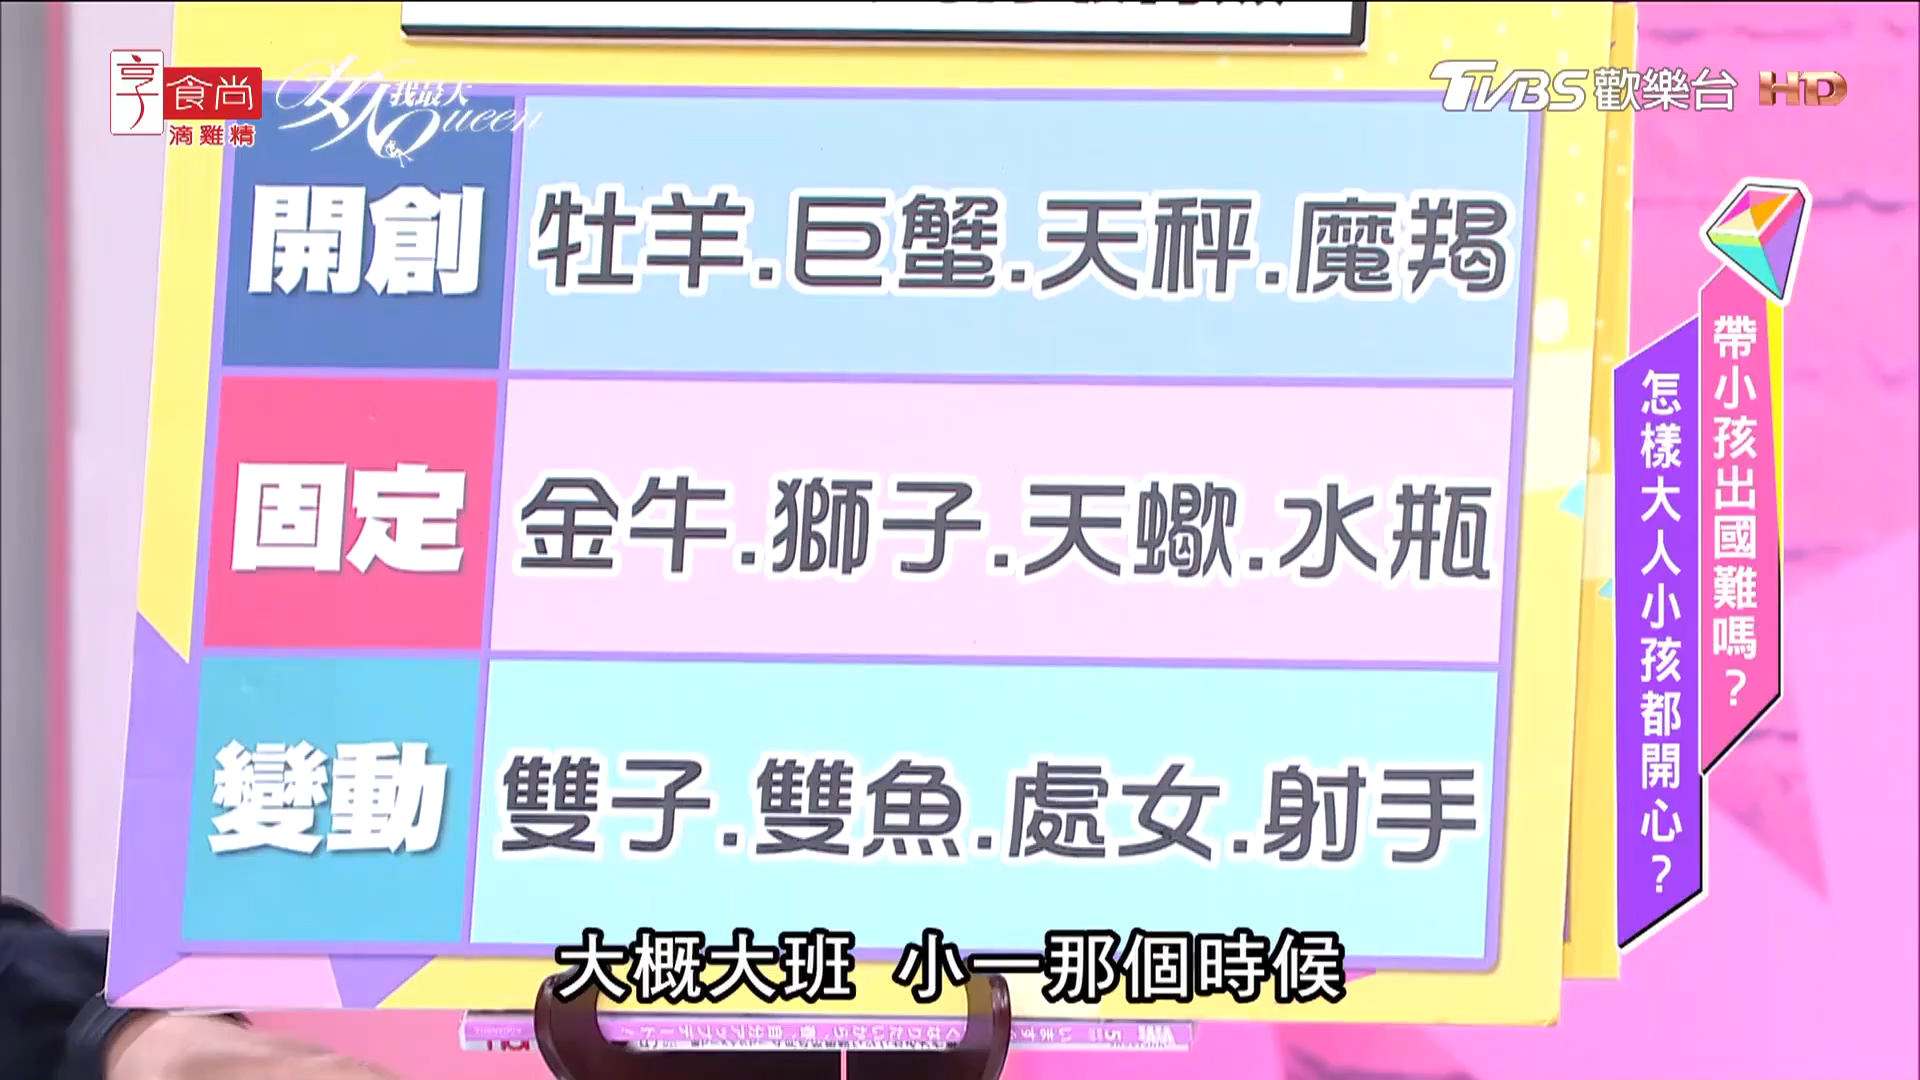 享
食尚
滴雞精
女人我最大
Queen
TVBS歡樂台 HD
開創
牡羊.巨蟹.天秤.魔羯
固定
金牛.獅子.天蠍.水瓶
變動
雙子.雙魚.處女.射手
帶小孩出國難嗎?
怎樣大人小孩都開心?
大概大班 小一那個時候